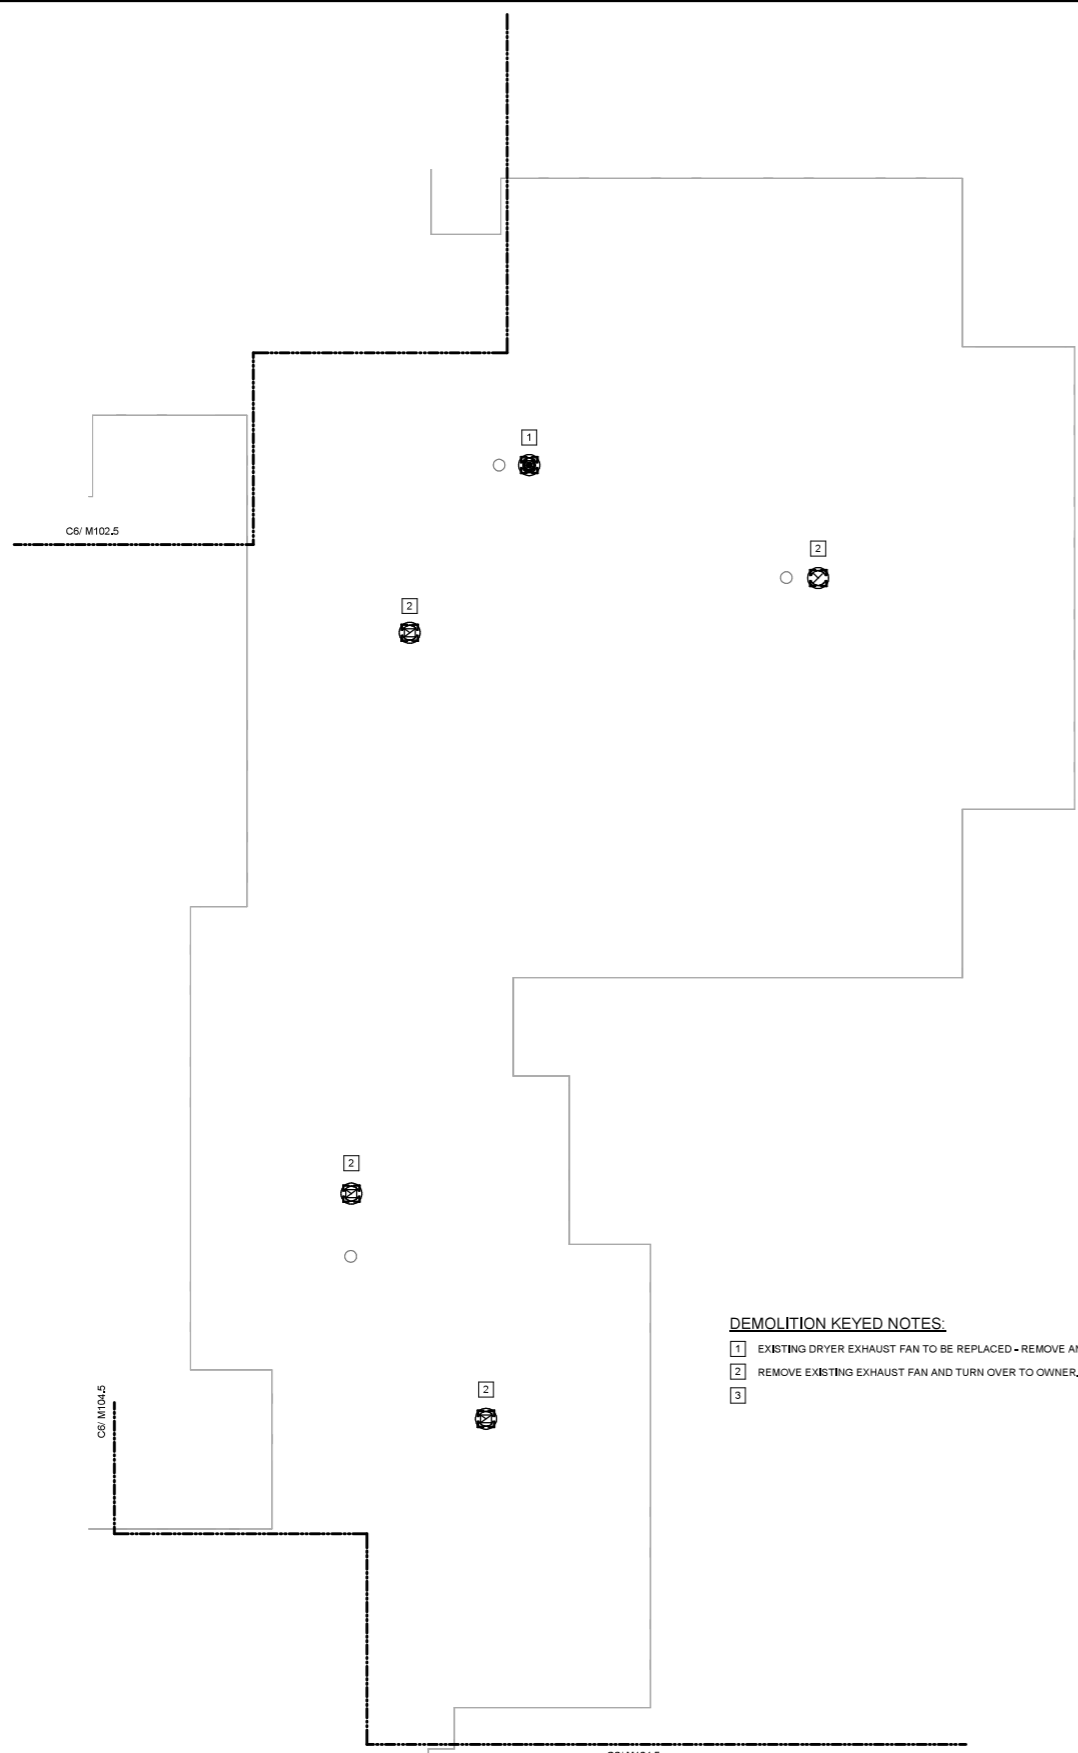 1
2
C6/ M102.5
2
2
DEMOLITION KEYED NOTES:
1 EXISTING DRYER EXHAUST FAN TO BE REPLACED - REMOVE
2 REMOVE EXISTING EXHAUST FAN AND TURN OVER TO OWNER.
3
C6/ M104.5
2